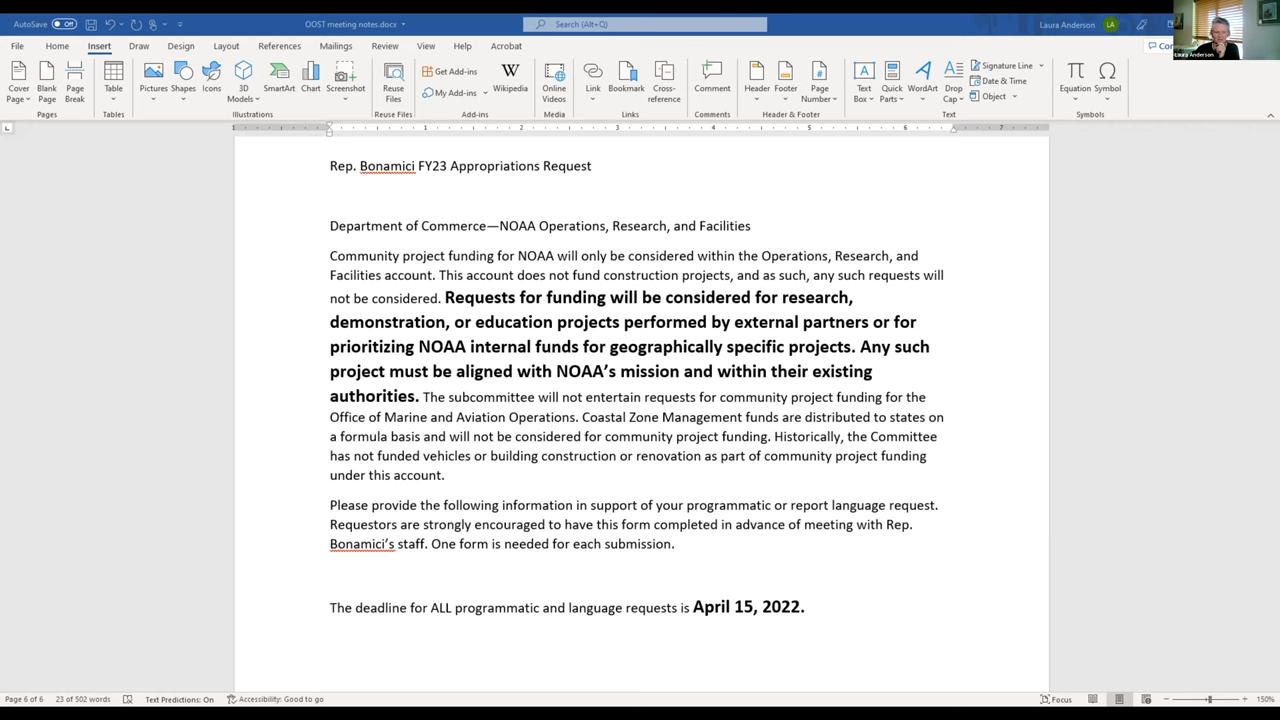 AutoSave Off OOST meeting notes.docx Search (Alt+Q) Laura Anderson LA
File Home Insert Draw Design Layout References Mailings Review View Help Acrobat
Laura Anderson
Cover Page Blank Page Page Break Table Pictures Shapes Icons 3D Models SmartArt Chart Screenshot Reuse Files Get Add-ins My Add-ins Wikipedia Online Videos Link Bookmark Cross-reference Comment Header Footer Page Number Text Box Quick Parts WordArt Drop Cap Signature Line Date & Time Object Equation Symbol
Pages Tables Illustrations Reuse Files Add-ins Media Links Comments Header & Footer Text Symbols
1 1 2 3 4 5 6 7
Rep. Bonamici FY23 Appropriations Request
Department of Commerce—NOAA Operations, Research, and Facilities
Community project funding for NOAA will only be considered within the Operations, Research, and
Facilities account. This account does not fund construction projects, and as such, any such requests will
not be considered. Requests for funding will be considered for research,
demonstration, or education projects performed by external partners or for
prioritizing NOAA internal funds for geographically specific projects. Any such
project must be aligned with NOAA’s mission and within their existing
authorities. The subcommittee will not entertain requests for community project funding for the
Office of Marine and Aviation Operations. Coastal Zone Management funds are distributed to states on
a formula basis and will not be considered for community project funding. Historically, the Committee
has not funded vehicles or building construction or renovation as part of community project funding
under this account.
Please provide the following information in support of your programmatic or report language request.
Requestors are strongly encouraged to have this form completed in advance of meeting with Rep.
Bonamici’s staff. One form is needed for each submission.
The deadline for ALL programmatic and language requests is April 15, 2022.
Page 6 of 6 23 of 502 words Text Predictions: On Accessibility: Good to go Focus 150%